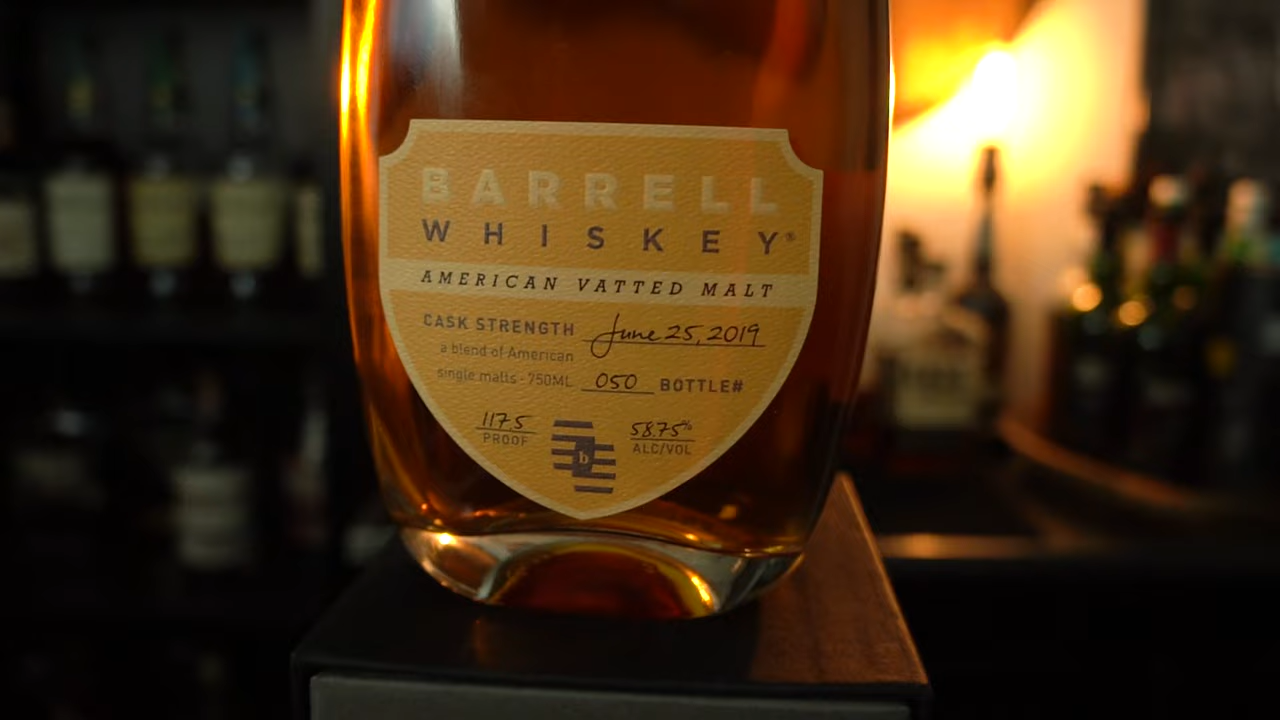 BARRELL
WHISKEY®
AMERICAN VATTED MALT
CASK STRENGTH June 25, 2019
a blend of American
single malts - 750ML 050 BOTTLE#
117.5 58.75%
PROOF b ALC/VOL